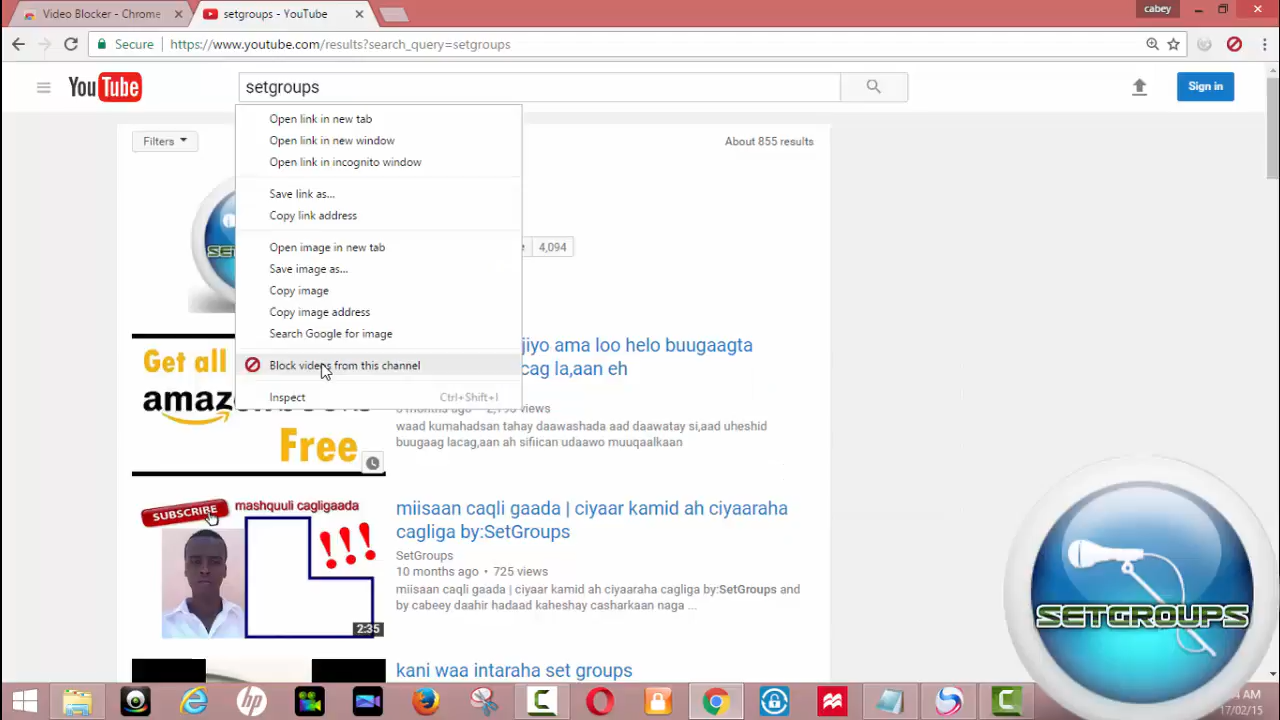 Video Blocker - Chrome
setgroups - YouTube
cabey
Secure
https://www.youtube.com/results?search_query=setgroups
YouTube
setgroups
Sign in
Open link in new tab
Open link in new window
Open link in incognito window
Save link as...
Copy link address
Open image in new tab
Save image as...
Copy image
Copy image address
Search Google for image
Block videos from this channel
Inspect
Ctrl+Shift+I
Filters
About 855 results
4,094
Get all
Free
jiyo ama loo helo buugaagta
cag la,aan eh
views
waad kumahadsan tahay daawashada aad daawatay si,aad uheshid
buugaag lacag,aan ah sifiican udaawo muuqaalkaan
SUBSCRIBE
mashquuli cagligaada
!!!
2:35
miisaan caqli gaada | ciyaar kamid ah ciyaaraha
cagliga by:SetGroups
SetGroups
10 months ago • 725 views
miisaan caqli gaada | ciyaar kamid ah ciyaaraha cagliga by:SetGroups and
by cabeey daahir hadaad kaheshay casharkaan naga ...
kani waa intaraha set groups
SETGROUPS
hp
AM
17/02/15